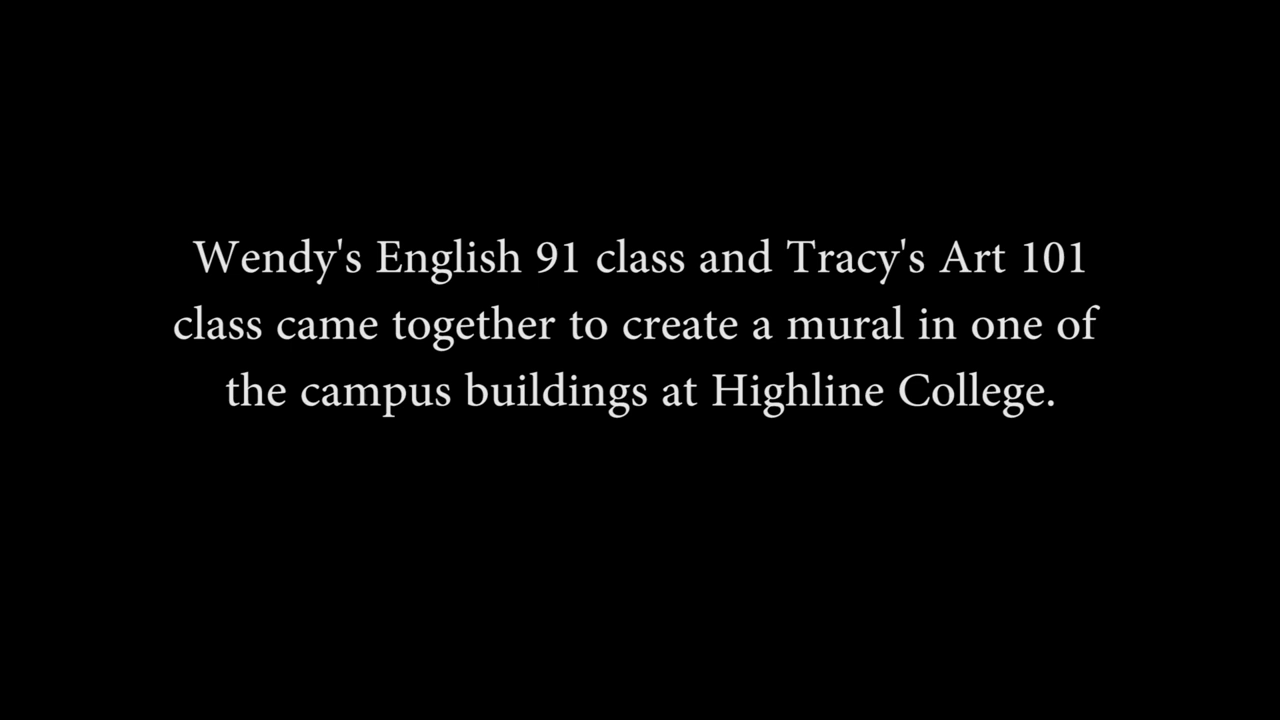 Wendy's English 91 class and Tracy's Art 101
class came together to create a mural in one of
the campus buildings at Highline College.